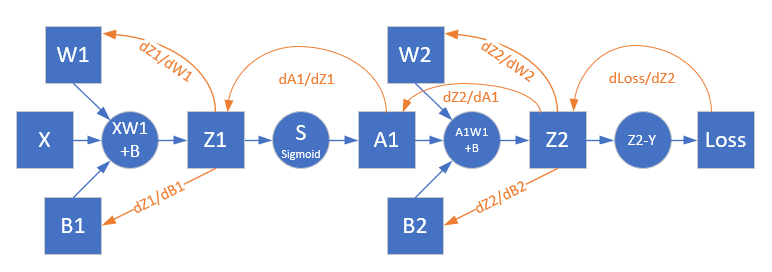 W1
dZ1/dW1
W2
dZ2/dW2
dA1/dZ1
dLoss/dZ2
dZ2/dA1
X
XW1
+B
Z1
S
Sigmoid
A1
A1W1
+B
Z2
Z2-Y
Loss
dZ1/dB1
dZ2/dB2
B1
B2